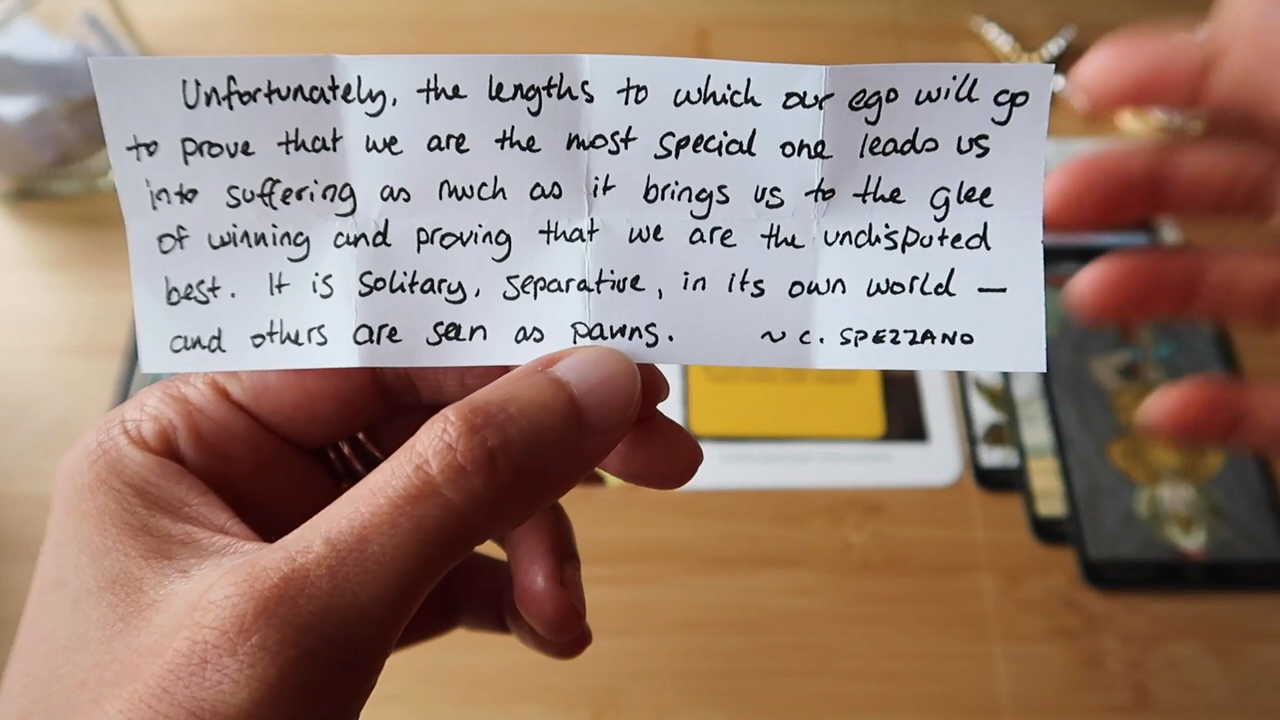 Unfortunately, the lengths to which our ego will go
to prove that we are the most special one leads us
into suffering as much as it brings us to the glee
of winning and proving that we are the undisputed
best. It is solitary, separative, in its own world —
and others are seen as pawns. ~ C. SPEZZANO